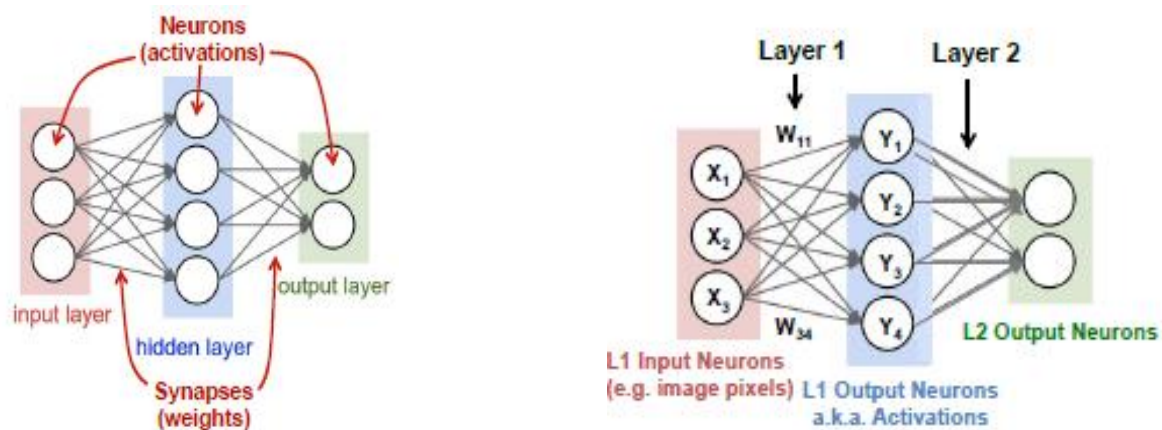 Neurons
(activations)
input layer
hidden layer
output layer
Synapses
(weights)
Layer 1
Layer 2
W11
X1
X2
X3
W34
Y1
Y2
Y3
Y4
L1 Input Neurons
(e.g. image pixels)
L1 Output Neurons
a.k.a. Activations
L2 Output Neurons